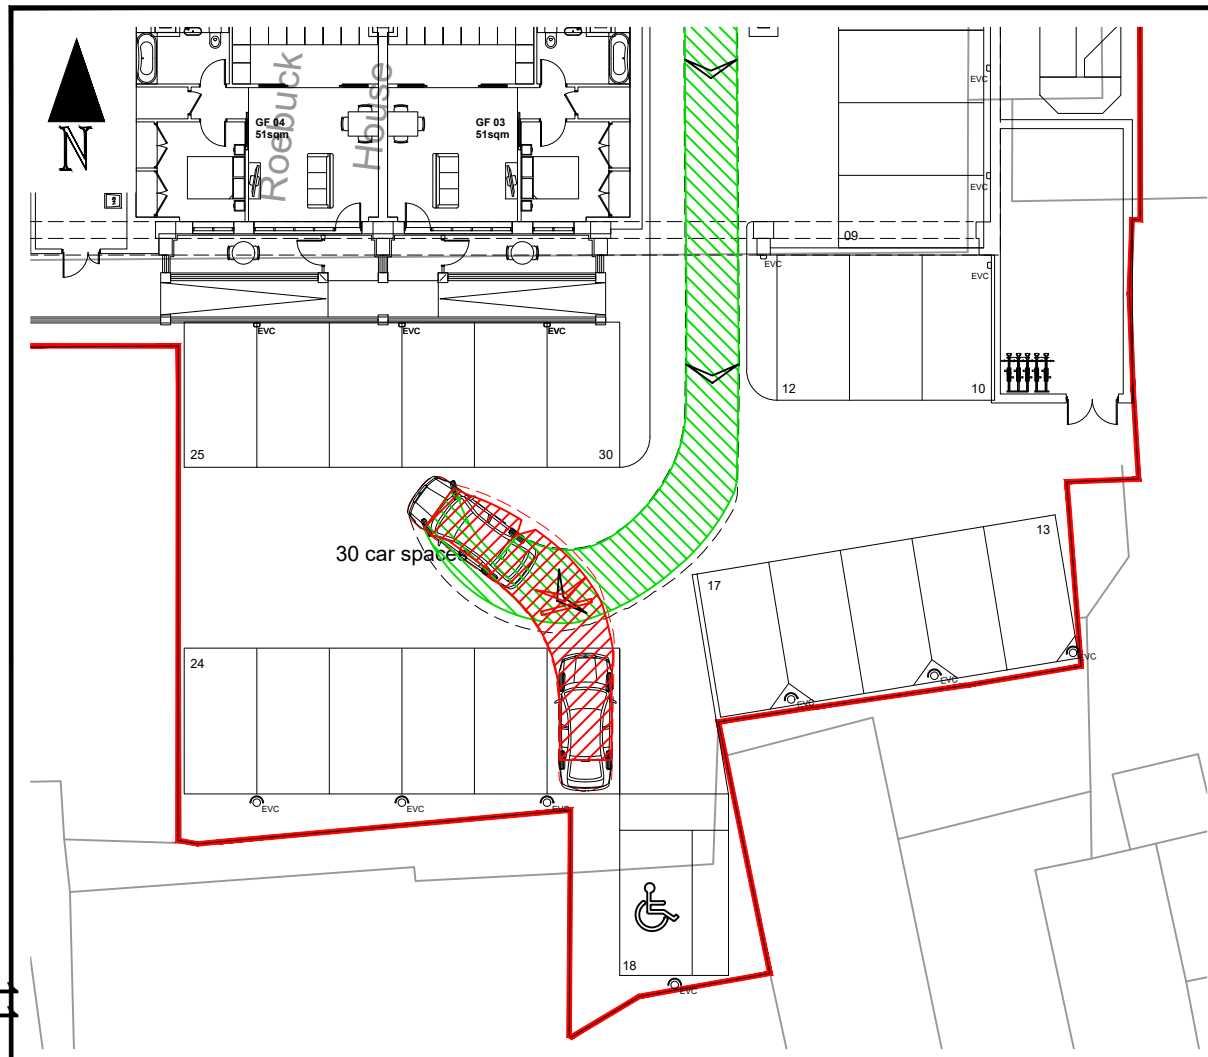 N
Roebuck
House
GF 04
51sqm
GF 03
51sqm
EVC
EVC
09
EVC
EVC
EVC
EVC
EVC
12
10
25
30
30 car spaces
13
17
24
EVC
EVC
EVC
EVC
EVC
EVC
18
EVC